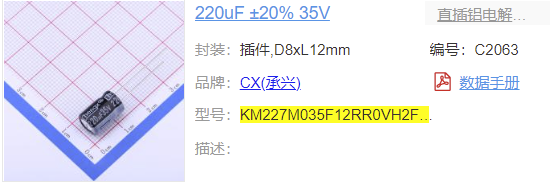 220uF ±20% 35V
直插铝电解...
封装: 插件,D8xL12mm
编号: C2063
品牌: CX(承兴)
数据手册
型号: KM227M035F12RR0VH2F...
描述: